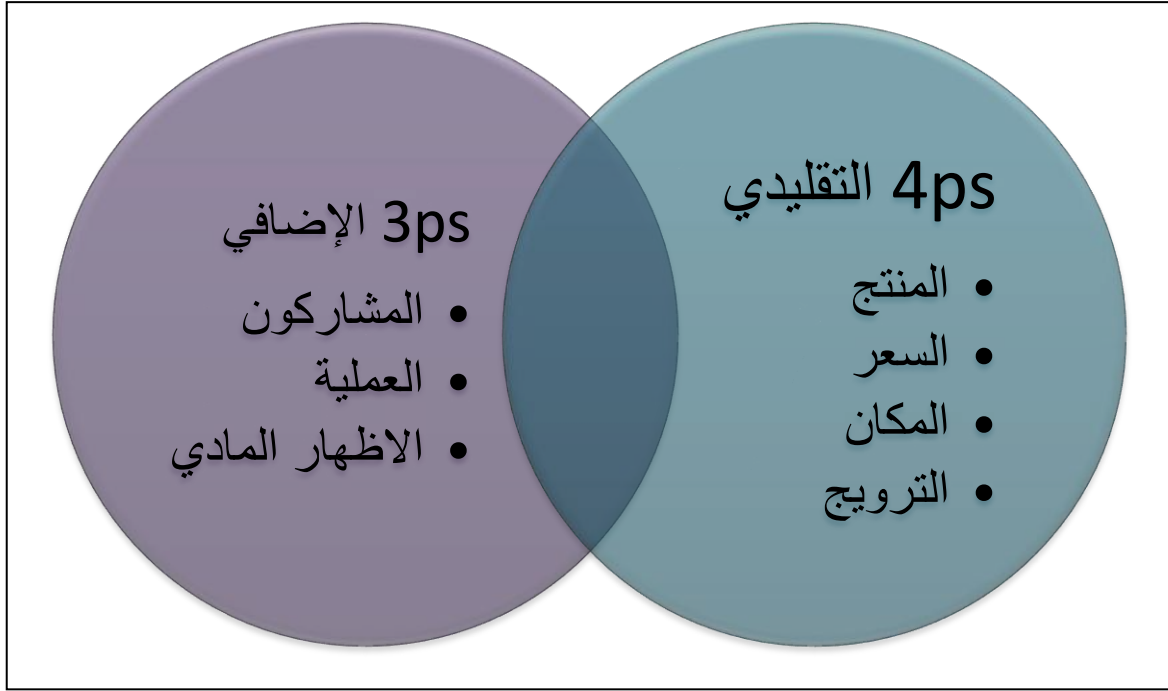 4ps التقليدي
• المنتج
• السعر
• المكان
• الترويج
3ps الإضافي
• المشاركون
• العملية
• الاظهار المادي